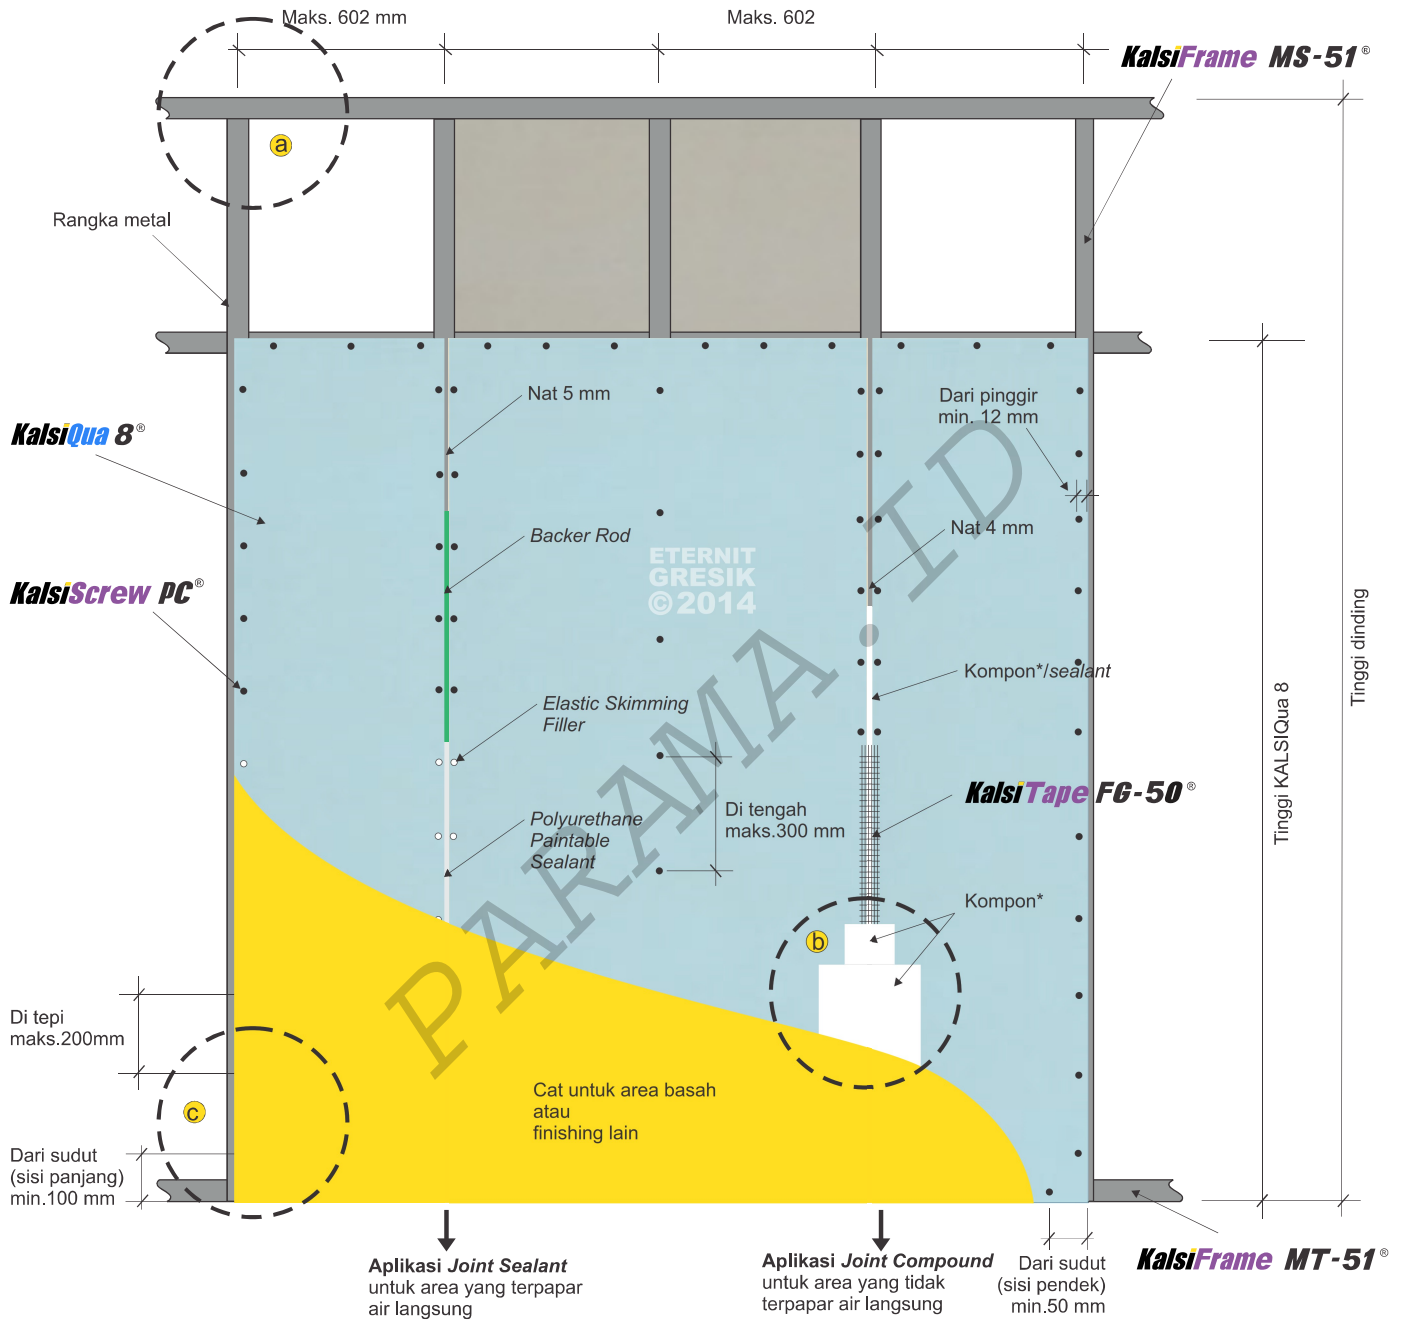 Maks. 602 mm
Maks. 602
KalsiFrame MS-51®
a
Rangka metal
Nat 5 mm
Dari pinggir
min. 12 mm
KalsiQua 8®
Backer Rod
ETERNIT
GRESIK
©2014
Nat 4 mm
KalsiScrew PC®
Tinggi dinding
Kompon*/sealant
Elastic Skimming
Filler
Tinggi KALSIQua 8
KalsiTape FG-50®
Di tengah
maks.300 mm
Polyurethane
Paintable
Sealant
PARAMA.ID
Kompon*
b
Di tepi
maks.200mm
c
Cat untuk area basah
atau
finishing lain
Dari sudut
(sisi panjang)
min.100 mm
Aplikasi Joint Sealant
untuk area yang terpapar
air langsung
Aplikasi Joint Compound
untuk area yang tidak
terpapar air langsung
Dari sudut
(sisi pendek)
min.50 mm
KalsiFrame MT-51®